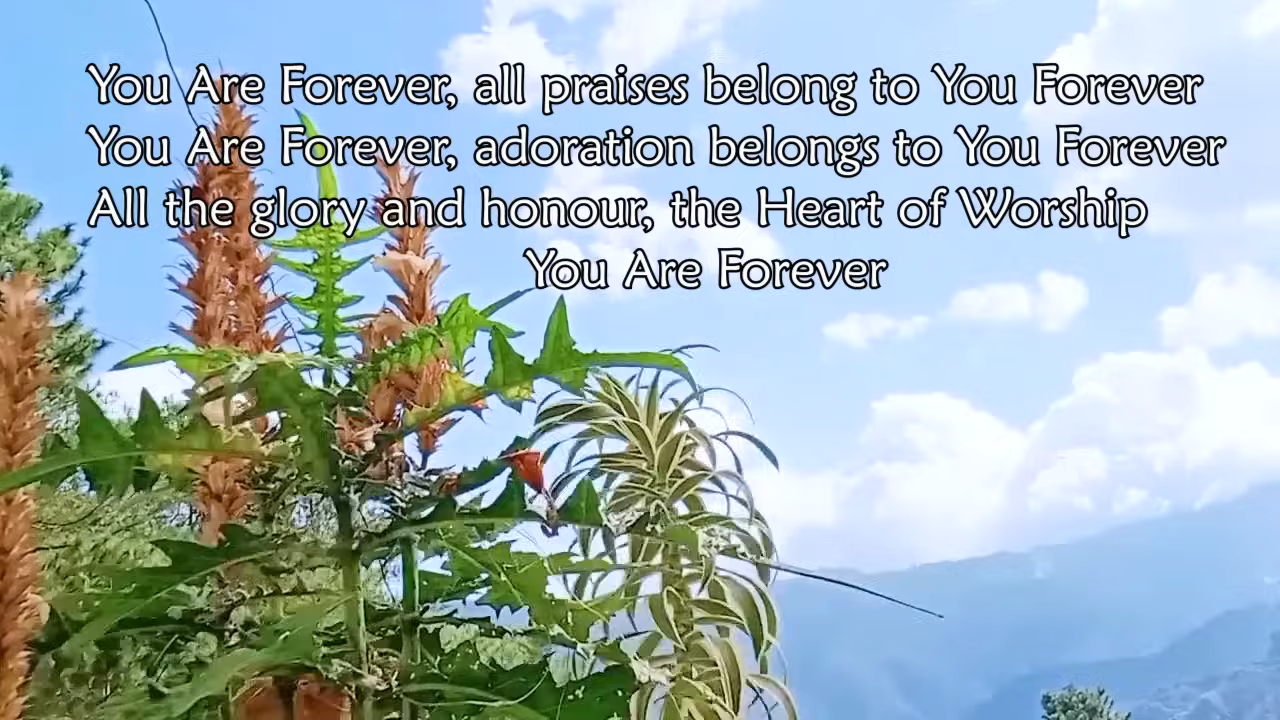 You Are Forever, all praises belong to You Forever
You Are Forever, adoration belongs to You Forever
All the glory and honour, the Heart of Worship
You Are Forever